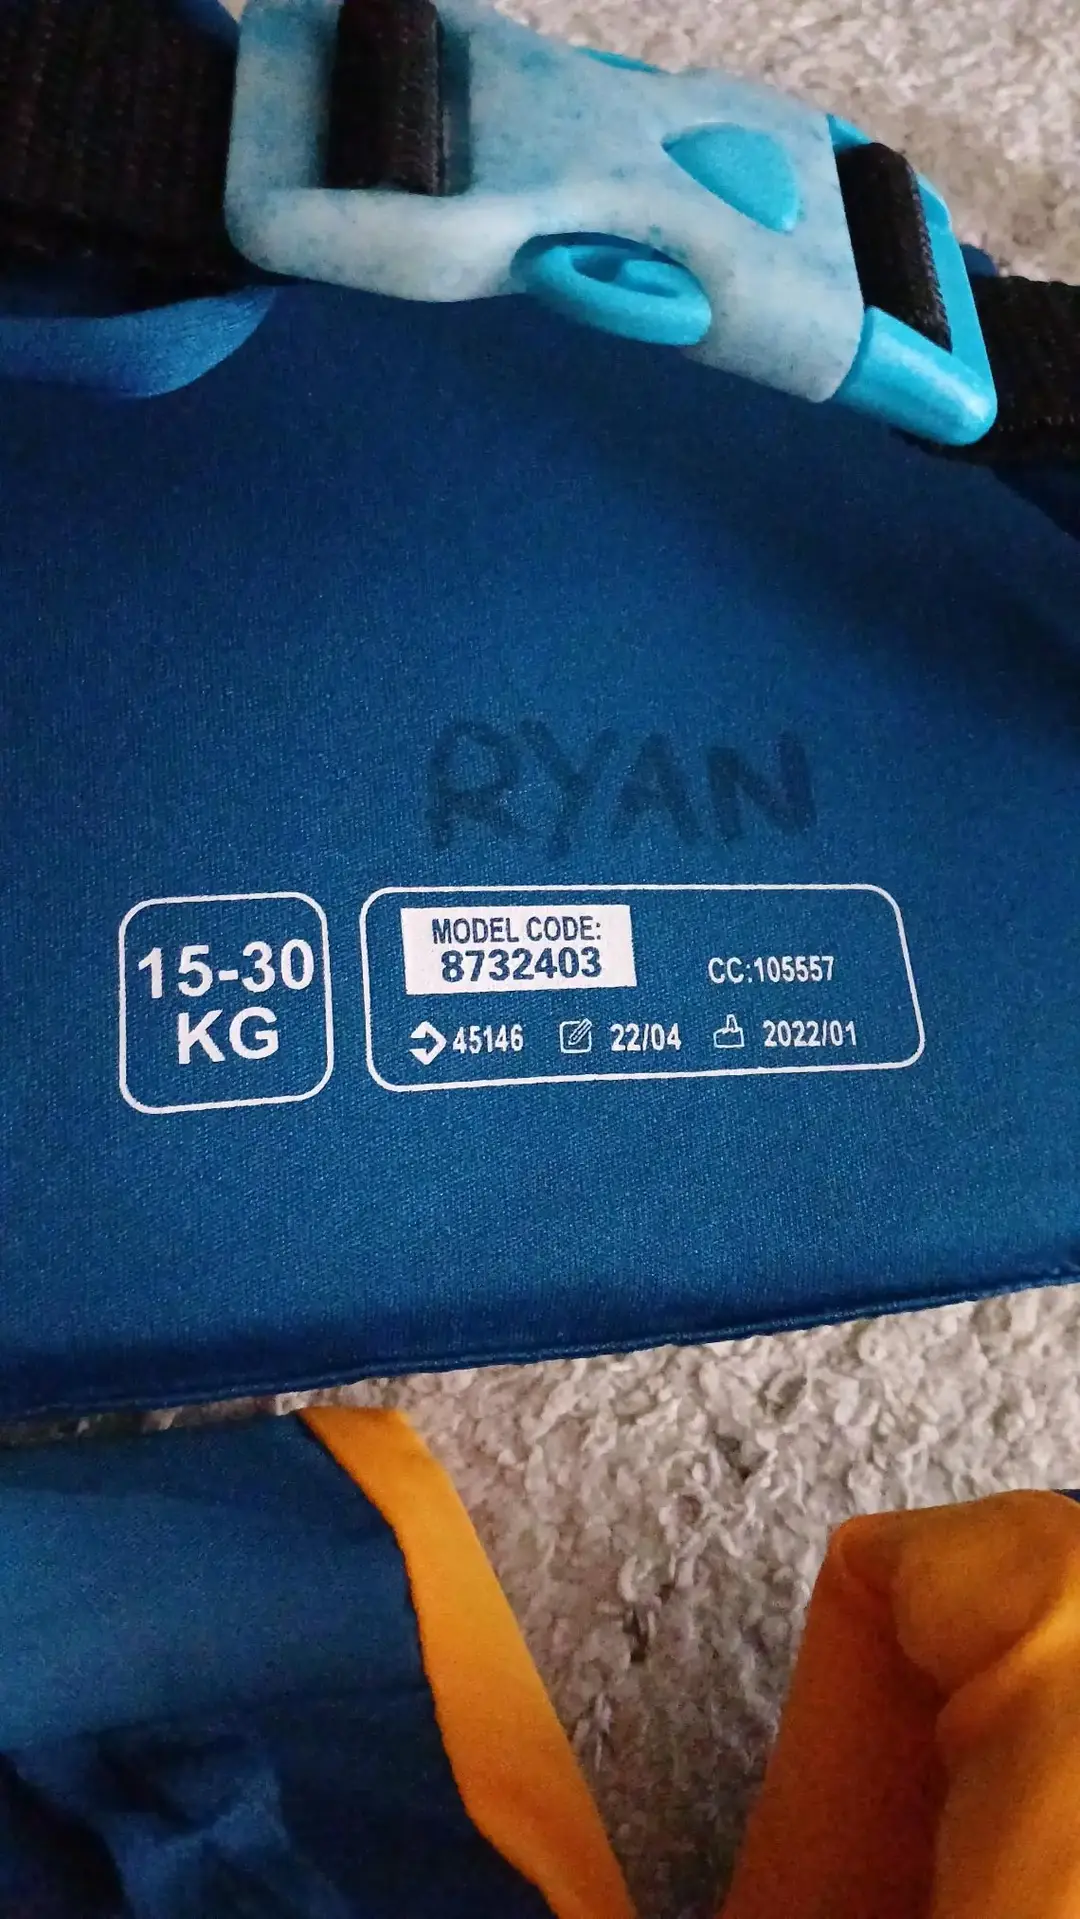 RYAN
15-30
KG
MODEL CODE:
8732403
CC:105557
45146 22/04 2022/01